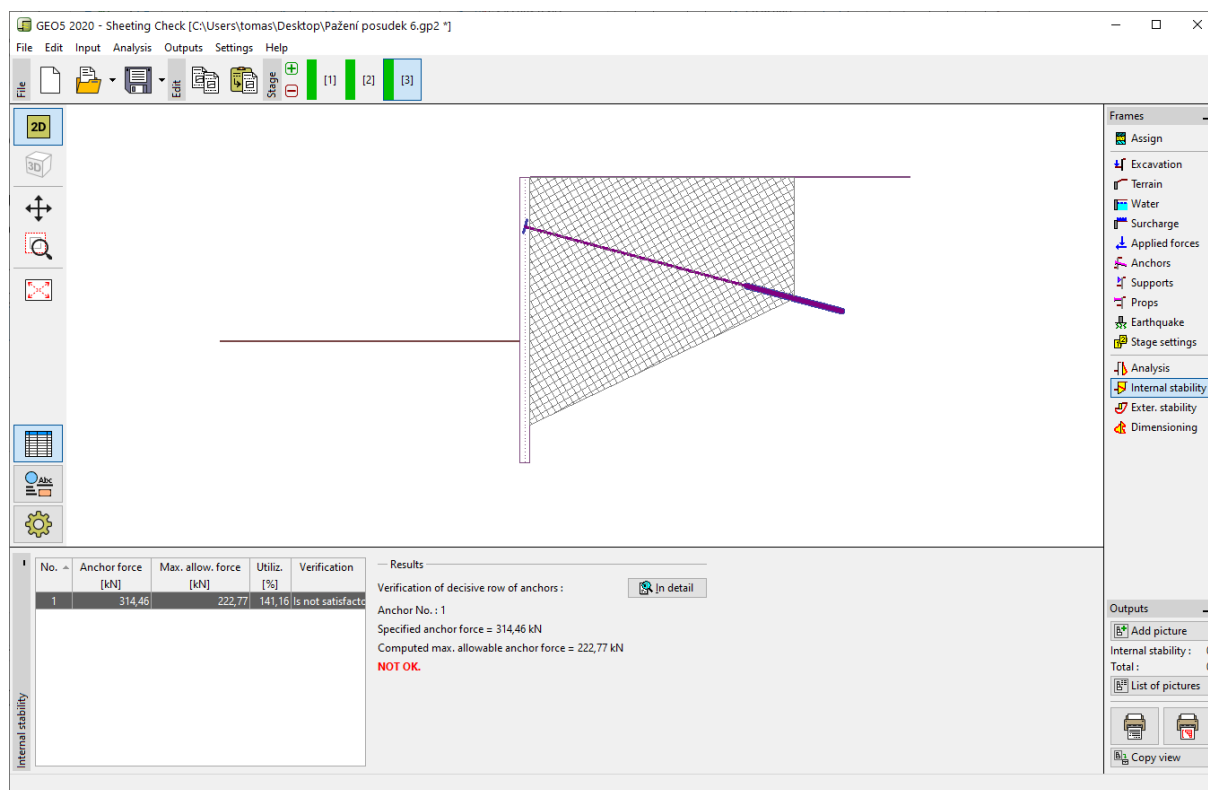 GEO5 2020 - Sheeting Check [C:\Users\tomas\Desktop\Pažení posudek 6.gp2 *]
File Edit Input Analysis Outputs Settings Help
File
Edit
Stage
[1]
[2]
[3]
2D
3D
Abc
Frames
Assign
Excavation
Terrain
Water
Surcharge
Applied forces
Anchors
Supports
Props
Earthquake
Stage settings
Analysis
Internal stability
Exter. stability
Dimensioning
Internal stability
No. Anchor force Max. allow. force Utiliz. Verification
[kN] [kN] [%]
1 314,46 222,77 141,16 Is not satisfacto
Results
Verification of decisive row of anchors :
In detail
Anchor No. : 1
Specified anchor force = 314,46 kN
Computed max. allowable anchor force = 222,77 kN
NOT OK.
Outputs
Add picture
Internal stability :
Total :
List of pictures
Copy view